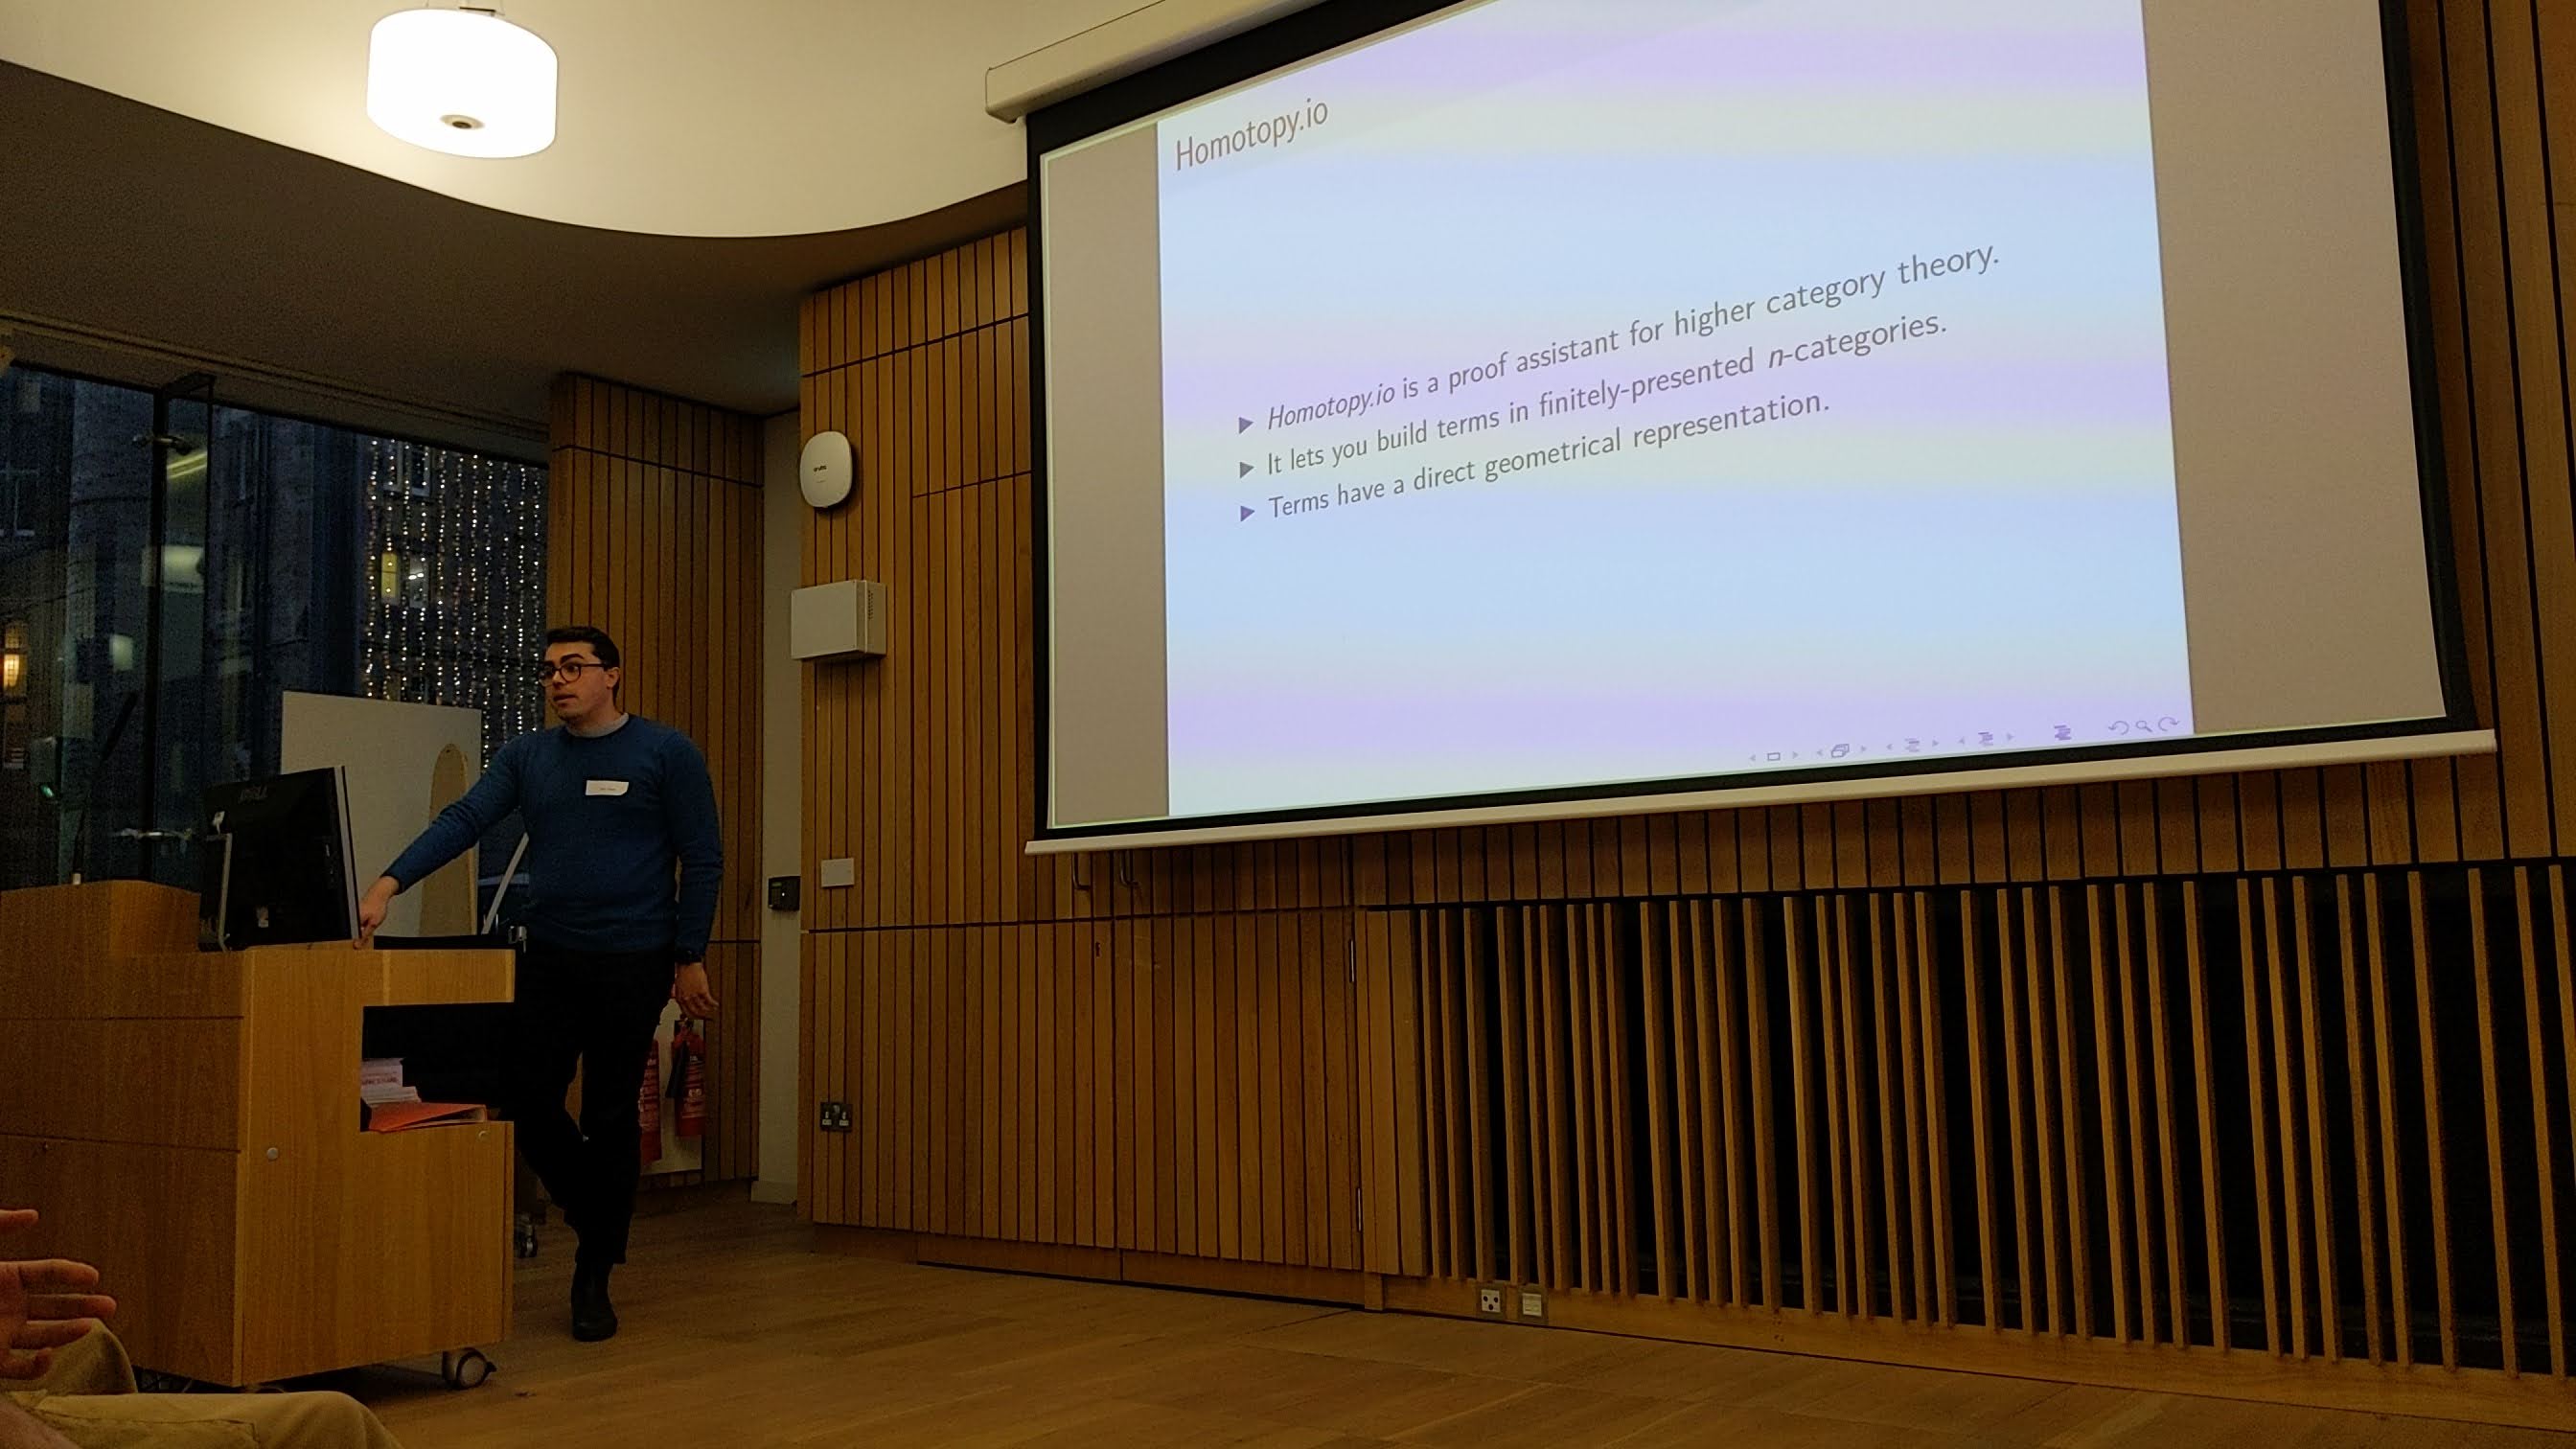 Homotopy.io
Homotopy.io is a proof assistant for higher category theory.
It lets you build terms in finitely-presented n-categories.
Terms have a direct geometrical representation.
DELL